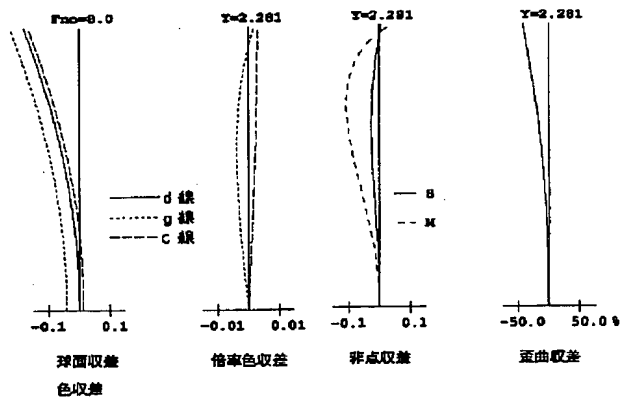 Fno=8.0
Y=2.281
Y=2.281
Y=2.281
d 線
g 線
C 線
S
M
-0.1 0.1
-0.01 0.01
-0.1 0.1
-50.0 50.0%
球面収差
色収差
倍率色収差
非点収差
歪曲収差